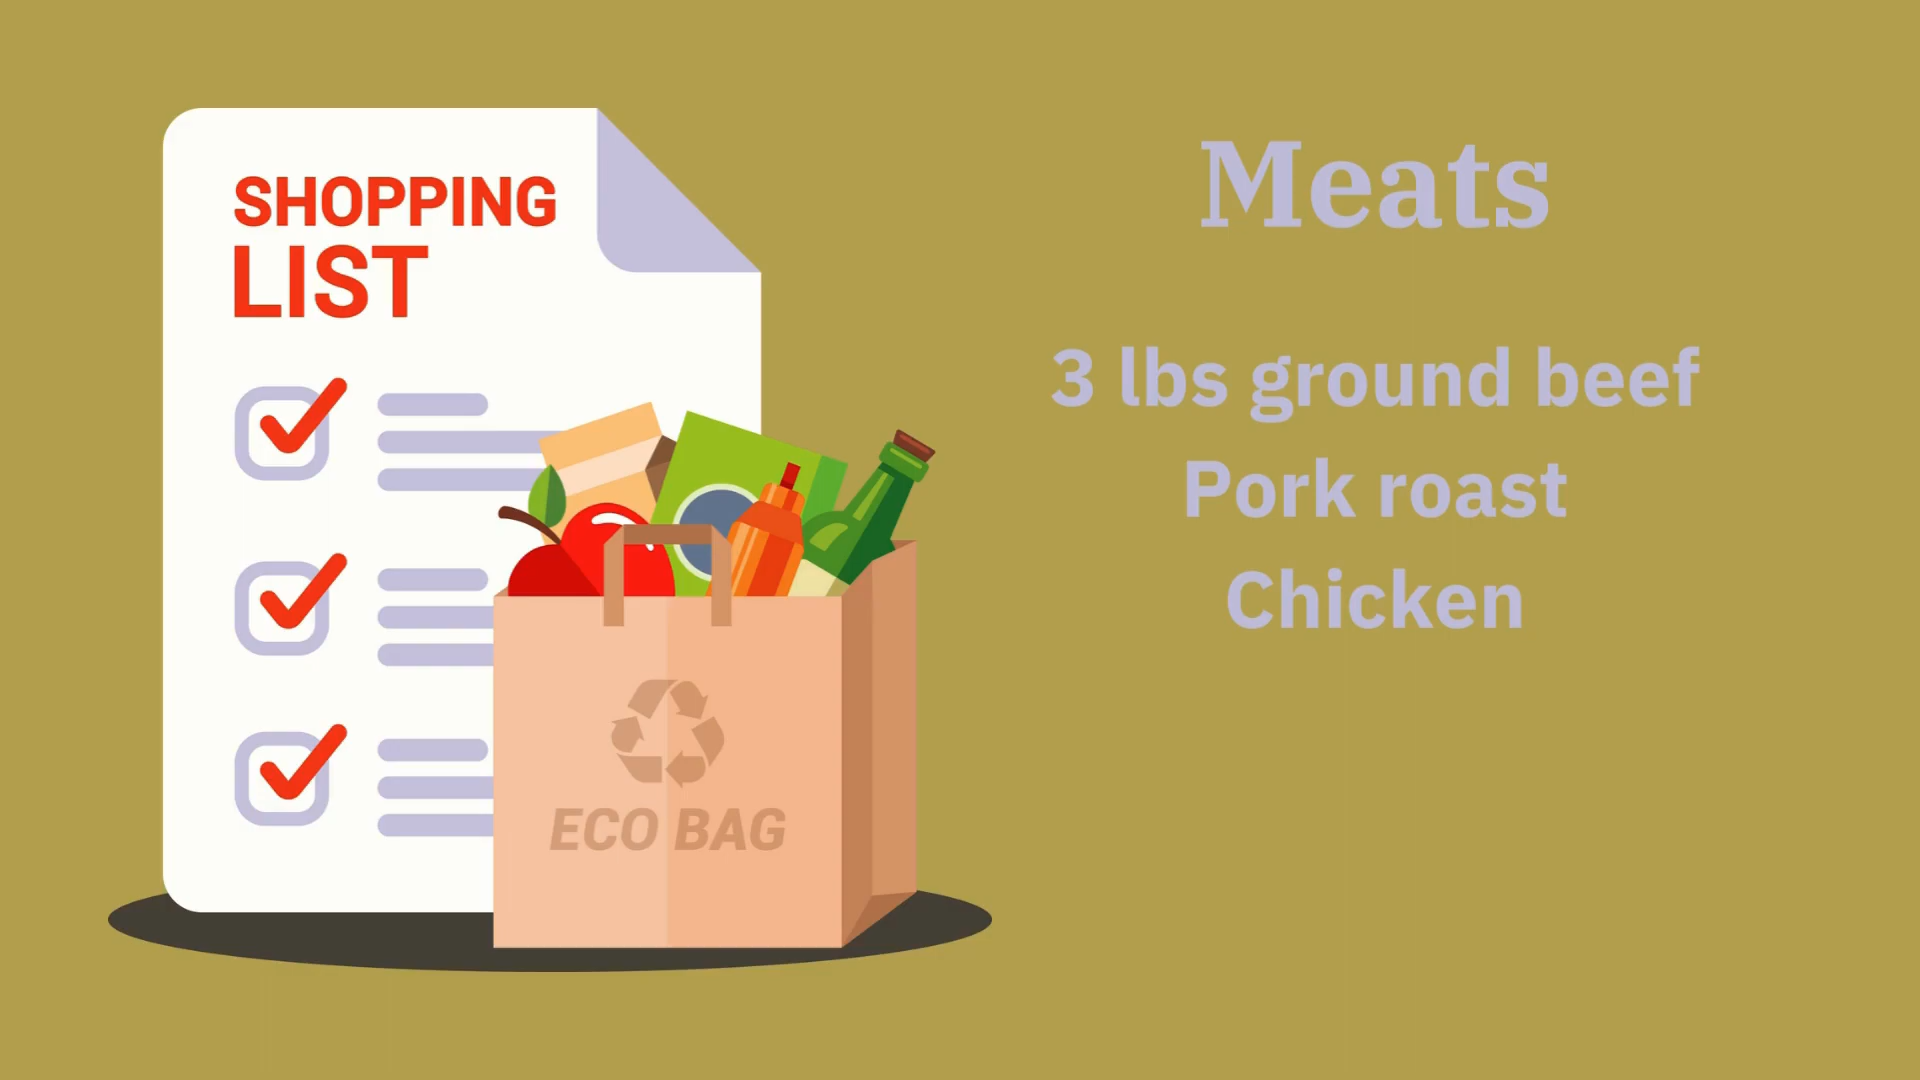 SHOPPING
LIST
ECO BAG
Meats
3 lbs ground beef
Pork roast
Chicken